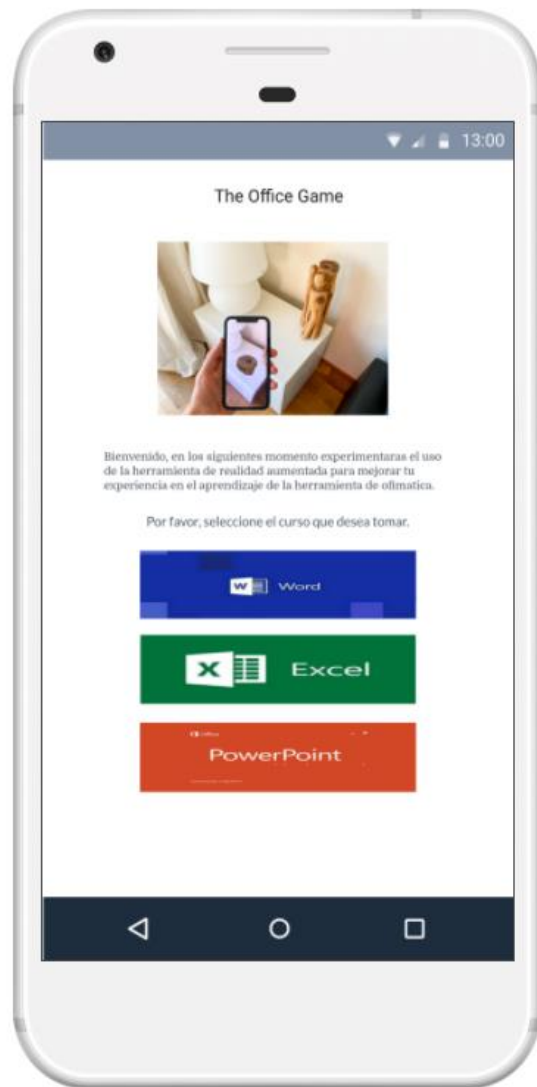 13:00
The Office Game
Bienvenido, en los siguientes momento experimentaras el uso
de la herramienta de realidad aumentada para mejorar tu
experiencia en el aprendizaje de la herramienta de ofimatica.
Por favor, seleccione el curso que desea tomar.
W Word
X Excel
Office
PowerPoint